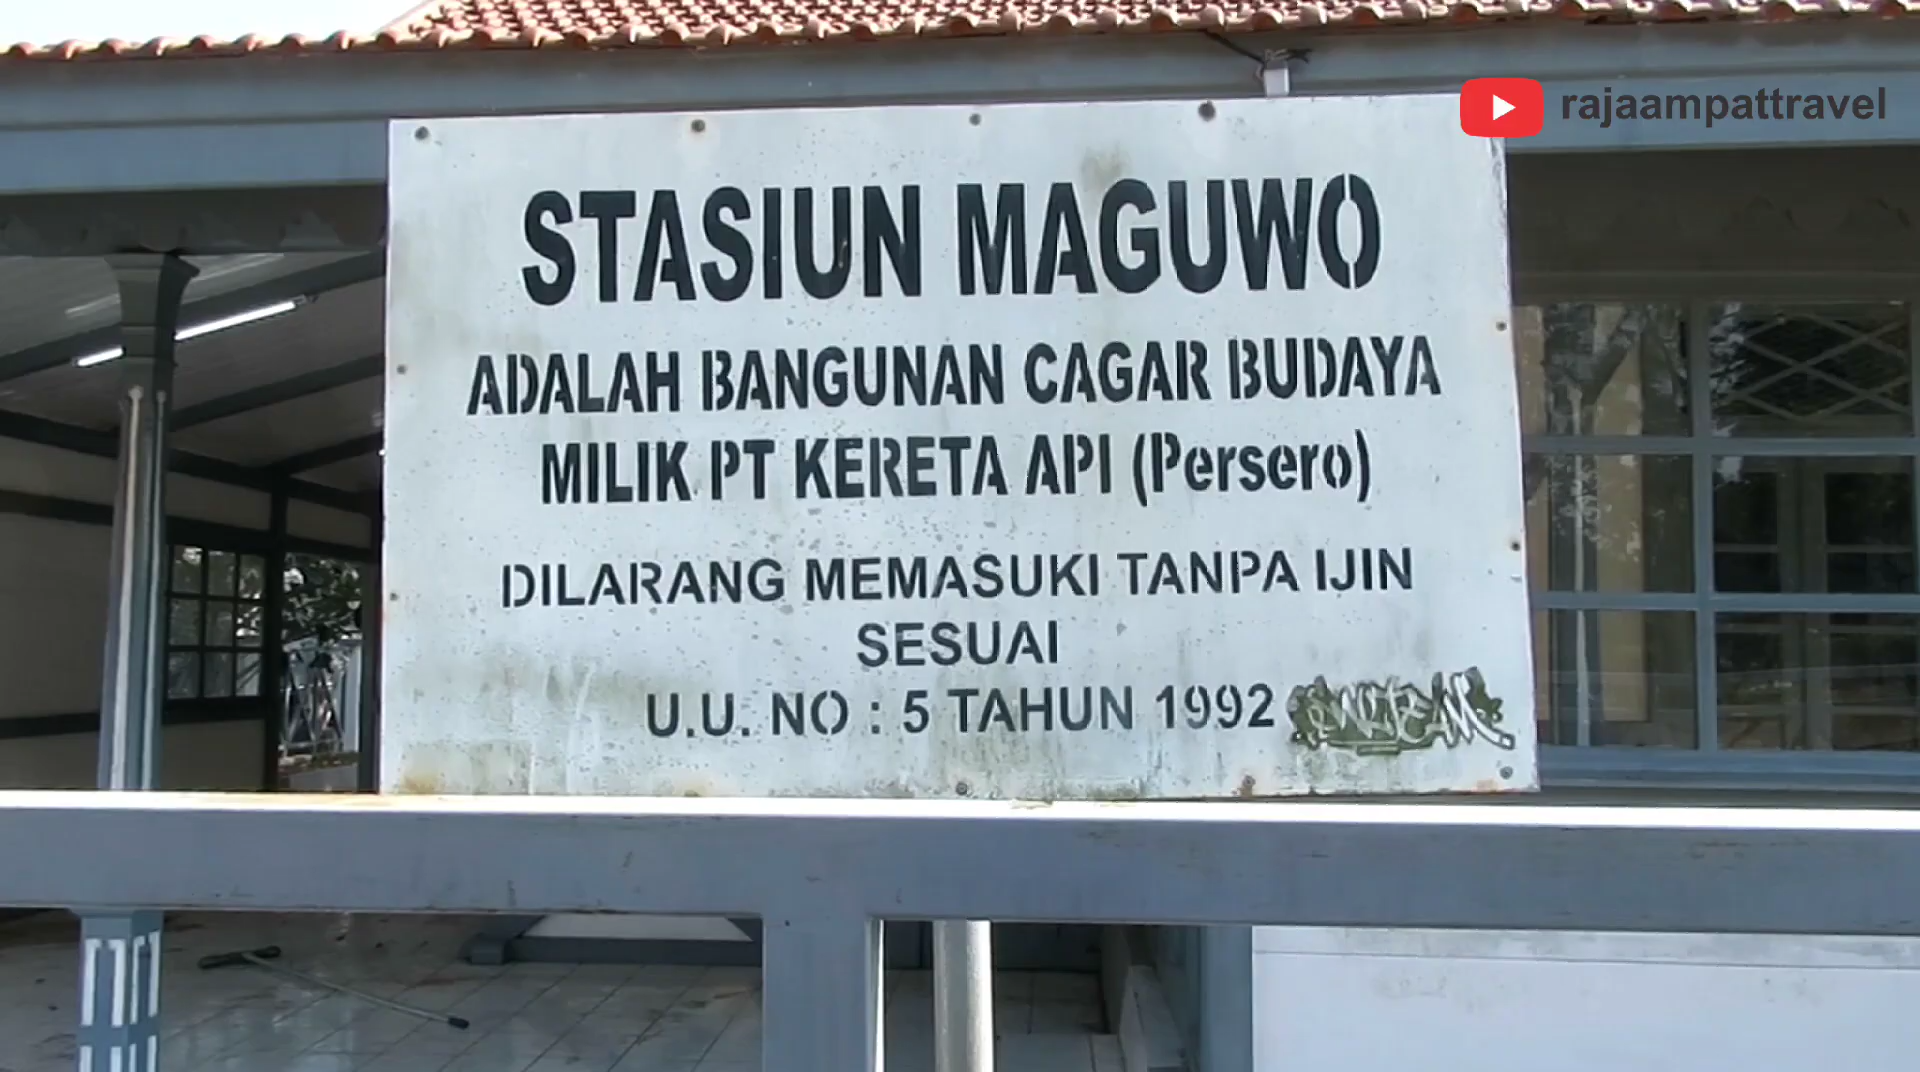 rajaampattravel
STASIUN MAGUWO
ADALAH BANGUNAN CAGAR BUDAYA
MILIK PT KERETA API (Persero)
DILARANG MEMASUKI TANPA IJIN
SESUAI
U.U. NO : 5 TAHUN 1992